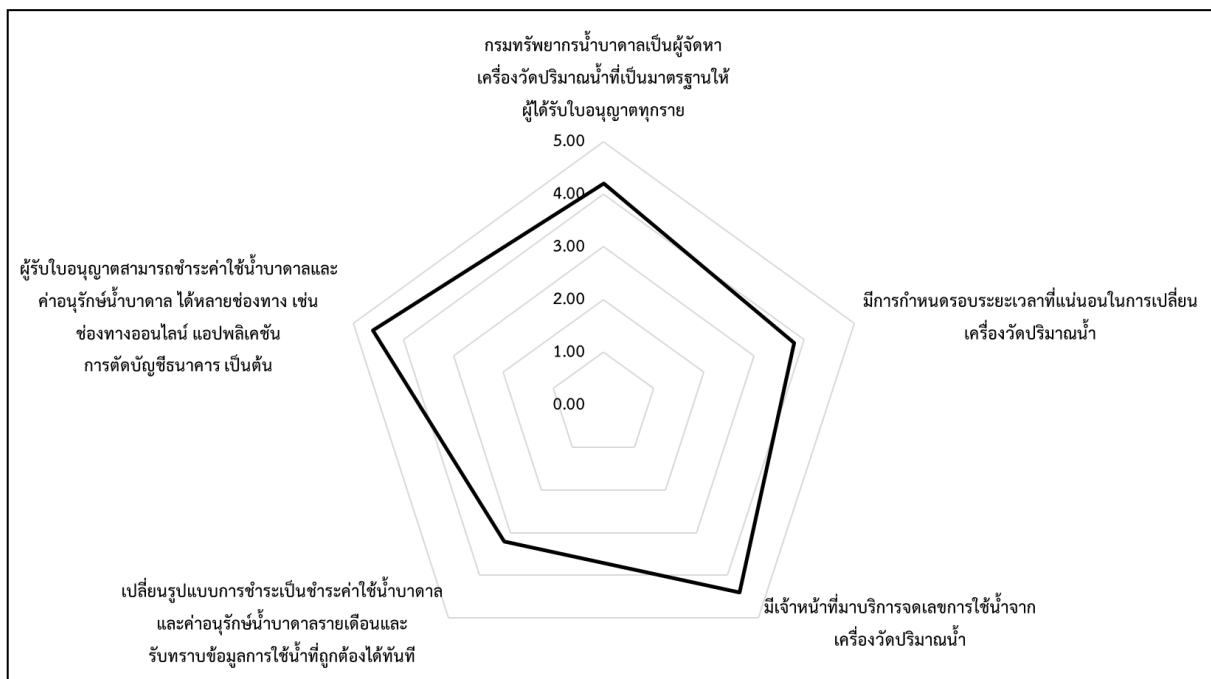 กรมทรัพยากรน้ำบาดาลเป็นผู้จัดหา
เครื่องวัดปริมาณน้ำที่เป็นมาตรฐานให้
ผู้ได้รับใบอนุญาตทุกราย
5.00
4.00
3.00
2.00
1.00
0.00
มีการกำหนดรอบระยะเวลาที่แน่นอนในการเปลี่ยน
เครื่องวัดปริมาณน้ำ
มีเจ้าหน้าที่มาบริการจดเลขการใช้น้ำจาก
เครื่องวัดปริมาณน้ำ
เปลี่ยนรูปแบบการชำระเป็นชำระค่าใช้น้ำบาดาล
และค่าอนุรักษ์น้ำบาดาลรายเดือนและ
รับทราบข้อมูลการใช้น้ำที่ถูกต้องได้ทันที
ผู้รับใบอนุญาตสามารถชำระค่าใช้น้ำบาดาลและ
ค่าอนุรักษ์น้ำบาดาล ได้หลายช่องทาง เช่น
ช่องทางออนไลน์ แอปพลิเคชัน
การตัดบัญชีธนาคาร เป็นต้น